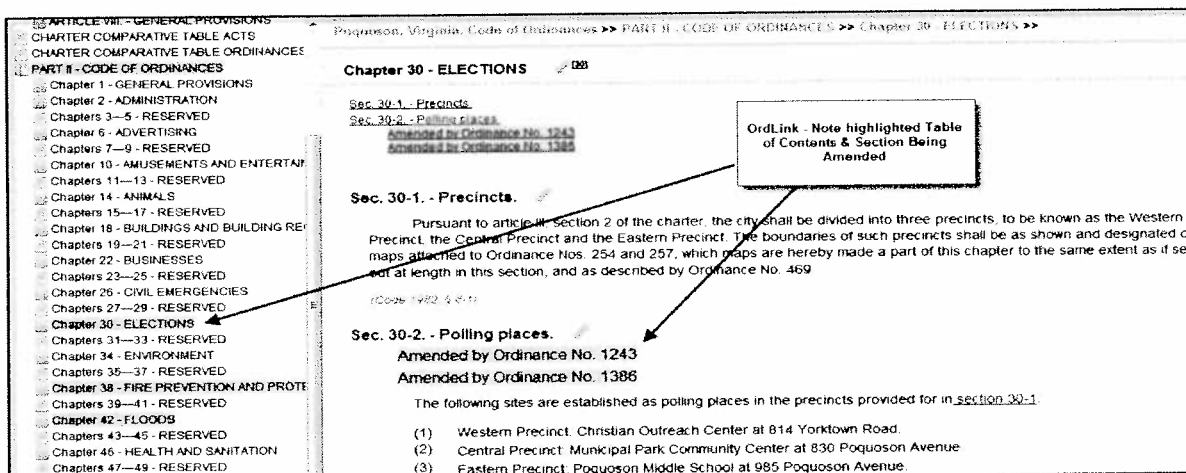 ARTICLE VIII. - GENERAL PROVISIONS
CHARTER COMPARATIVE TABLE ACTS
CHARTER COMPARATIVE TABLE ORDINANCES
PART II - CODE OF ORDINANCES
Chapter 1 - GENERAL PROVISIONS
Chapter 2 - ADMINISTRATION
Chapters 3—5 - RESERVED
Chapter 6 - ADVERTISING
Chapters 7—9 - RESERVED
Chapter 10 - AMUSEMENTS AND ENTERTAIN
Chapters 11—13 - RESERVED
Chapter 14 - ANIMALS
Chapters 15—17 - RESERVED
Chapter 18 - BUILDINGS AND BUILDING REG
Chapters 19—21 - RESERVED
Chapter 22 - BUSINESSES
Chapters 23—25 - RESERVED
Chapter 26 - CIVIL EMERGENCIES
Chapters 27—29 - RESERVED
Chapter 30 - ELECTIONS
Chapters 31—33 - RESERVED
Chapter 34 - ENVIRONMENT
Chapters 35—37 - RESERVED
Chapter 38 - FIRE PREVENTION AND PROTE
Chapters 39—41 - RESERVED
Chapter 42 - FLOODS
Chapters 43—45 - RESERVED
Chapter 46 - HEALTH AND SANITATION
Chapters 47—49 - RESERVED
Poquoson, Virginia, Code of Ordinances >> PART II - CODE OF ORDINANCES >> Chapter 30 - ELECTIONS >>
Chapter 30 - ELECTIONS
Sec. 30-1. - Precincts.
Sec. 30-2. - Polling places.
Amended by Ordinance No. 1243
Amended by Ordinance No. 1386
OrdLink - Note highlighted Table
of Contents & Section Being
Amended
Sec. 30-1. - Precincts.
Pursuant to article III, section 2 of the charter, the city shall be divided into three precincts, to be known as the Western
Precinct, the Central Precinct and the Eastern Precinct. The boundaries of such precincts shall be as shown and designated o
maps attached to Ordinance Nos. 254 and 257, which maps are hereby made a part of this chapter to the same extent as if se
out at length in this section, and as described by Ordinance No. 469
(Code 1982, § 8-1)
Sec. 30-2. - Polling places.
Amended by Ordinance No. 1243
Amended by Ordinance No. 1386
The following sites are established as polling places in the precincts provided for in section 30-1.
(1) Western Precinct: Christian Outreach Center at 814 Yorktown Road.
(2) Central Precinct: Municipal Park Community Center at 830 Poquoson Avenue.
(3) Eastern Precinct: Poquoson Middle School at 985 Poquoson Avenue.